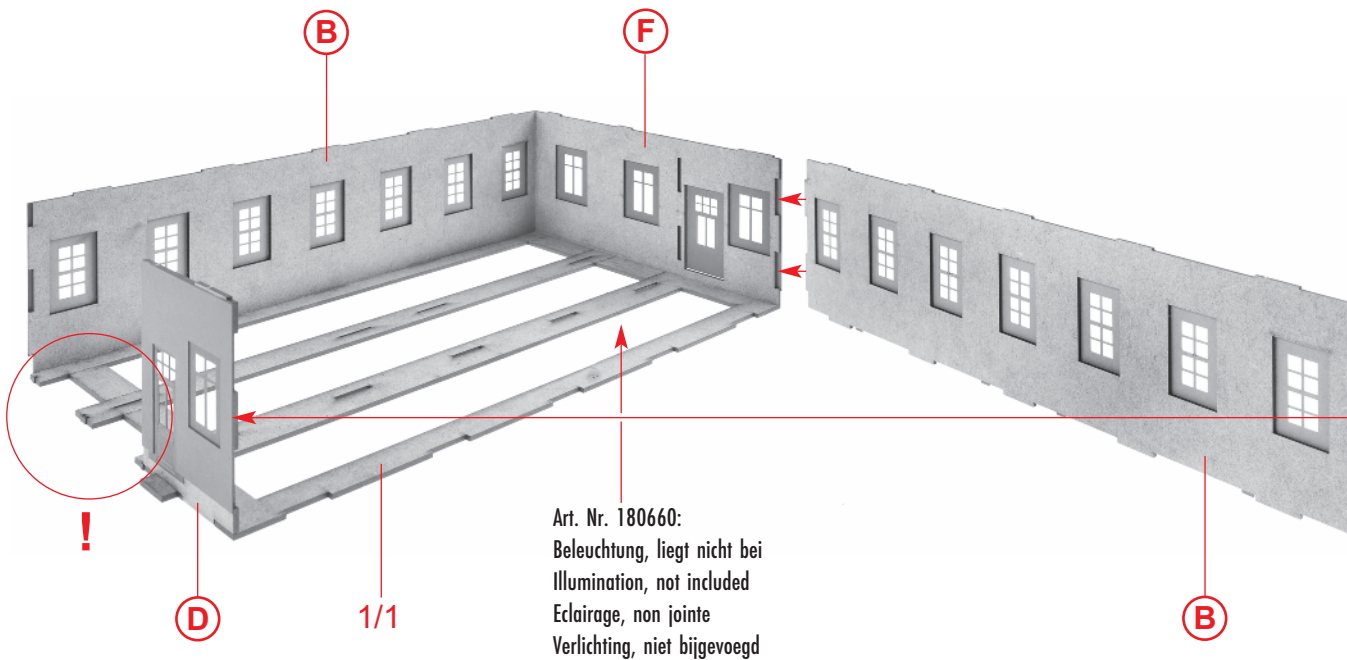 B
F
!
D
1/1
Art. Nr. 180660:
Beleuchtung, liegt nicht bei
Illumination, not included
Eclairage, non jointe
Verlichting, niet bijgevoegd
B